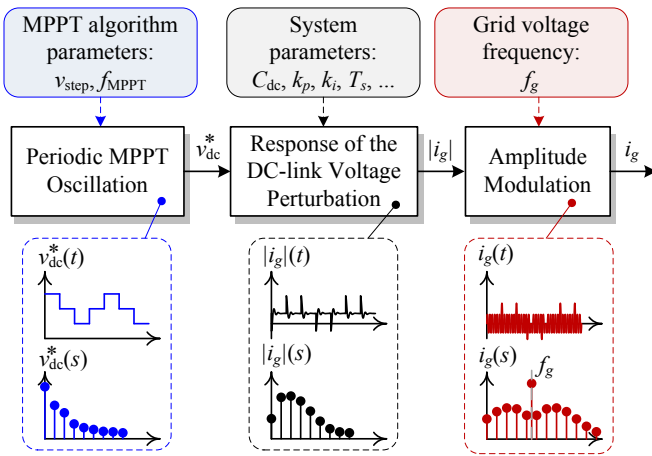 MPPT algorithm
parameters:
v_step, f_MPPT
System
parameters:
C_dc, k_p, k_i, T_s, ...
Grid voltage
frequency:
f_g
Periodic MPPT
Oscillation
v*_dc
Response of the
DC-link Voltage
Perturbation
|i_g|
Amplitude
Modulation
i_g
v*_dc(t)
v*_dc(s)
|i_g|(t)
|i_g|(s)
i_g(t)
i_g(s)
f_g